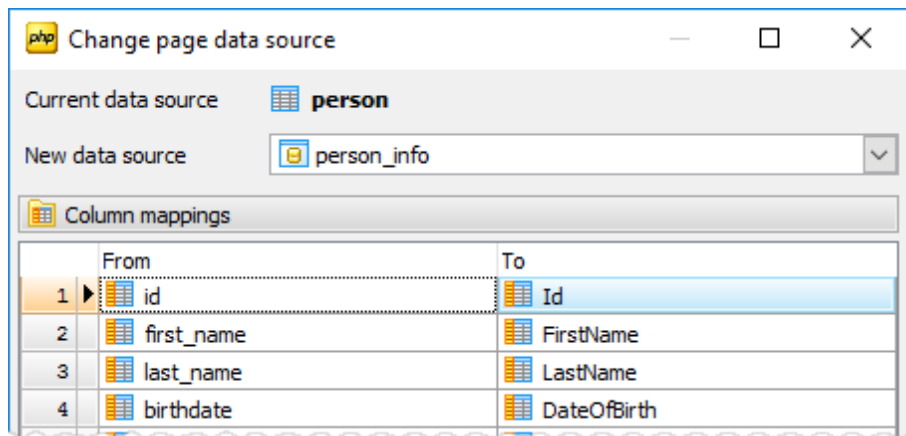 php Change page data source
Current data source person
New data source person_info
Column mappings
From To
1 id Id
2 first_name FirstName
3 last_name LastName
4 birthdate DateOfBirth